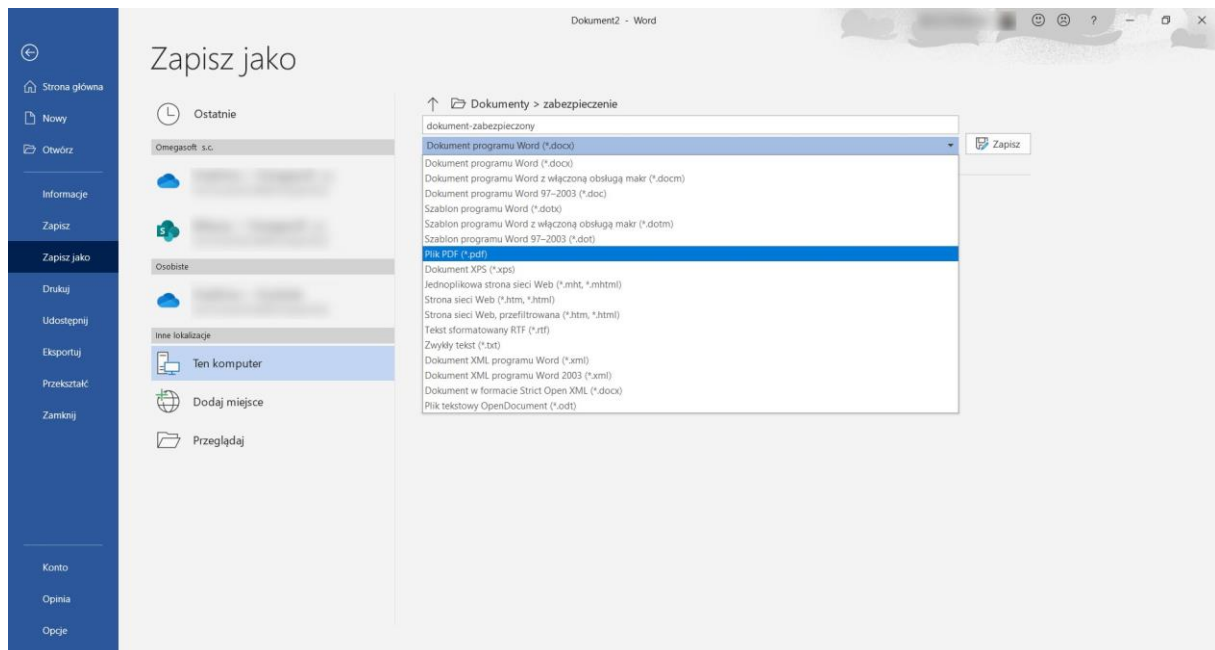 Dokument2 - Word
?
Zapisz jako
Strona główna
Nowy
Otwórz
Informacje
Zapisz
Zapisz jako
Drukuj
Udostępnij
Eksportuj
Przekształć
Zamknij
Konto
Opinia
Opcje
Ostatnie
Omegasoft s.c.
Osobiste
Inne lokalizacje
Ten komputer
Dodaj miejsce
Przeglądaj
Dokumenty > zabezpieczenie
dokument-zabezpieczony
Dokument programu Word (*.docx)
Zapisz
Dokument programu Word (*.docx)
Dokument programu Word z włączoną obsługą makr (*.docm)
Dokument programu Word 97–2003 (*.doc)
Szablon programu Word (*.dotx)
Szablon programu Word z włączoną obsługą makr (*.dotm)
Szablon programu Word 97–2003 (*.dot)
Plik PDF (*.pdf)
Dokument XPS (*.xps)
Jednoplikowa strona sieci Web (*.mht, *.mhtml)
Strona sieci Web (*.htm, *.html)
Strona sieci Web, przefiltrowana (*.htm, *.html)
Tekst sformatowany RTF (*.rtf)
Zwykły tekst (*.txt)
Dokument XML programu Word (*.xml)
Dokument XML programu Word 2003 (*.xml)
Dokument w formacie Strict Open XML (*.docx)
Plik tekstowy OpenDocument (*.odt)